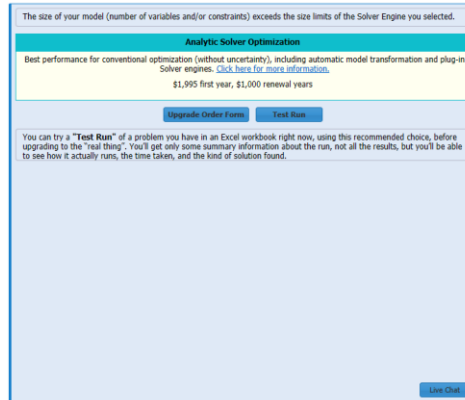 The size of your model (number of variables and/or constraints) exceeds the size limits of the Solver Engine you selected.
Analytic Solver Optimization
Best performance for conventional optimization (without uncertainty), including automatic model transformation and plug-in
Solver engines. Click here for more information.
$1,995 first year, $1,000 renewal years
Upgrade Order Form Test Run
You can try a "Test Run" of a problem you have in an Excel workbook right now, using this recommended choice, before
upgrading to the "real thing". You'll get only some summary information about the run, not all the results, but you'll be able
to see how it actually runs, the time taken, and the kind of solution found.
Live Chat